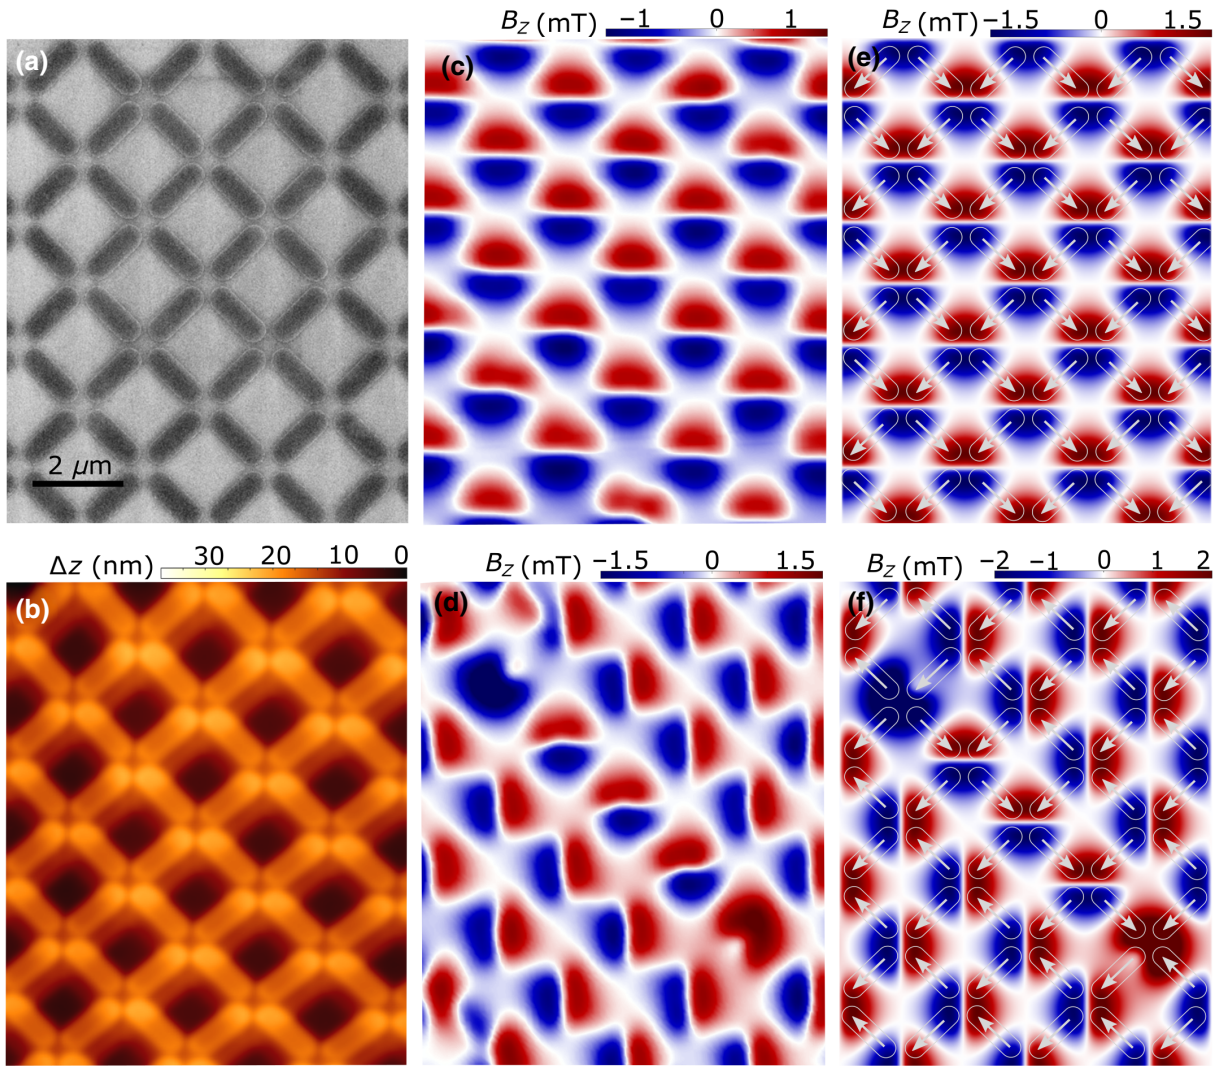 B_z (mT) −1 0 1
B_z (mT) −1.5 0 1.5
(a)
(c)
(e)
2 μm
Δz (nm) 30 20 10 0
B_z (mT) −1.5 0 1.5
B_z (mT) −2 −1 0 1 2
(b)
(d)
(f)